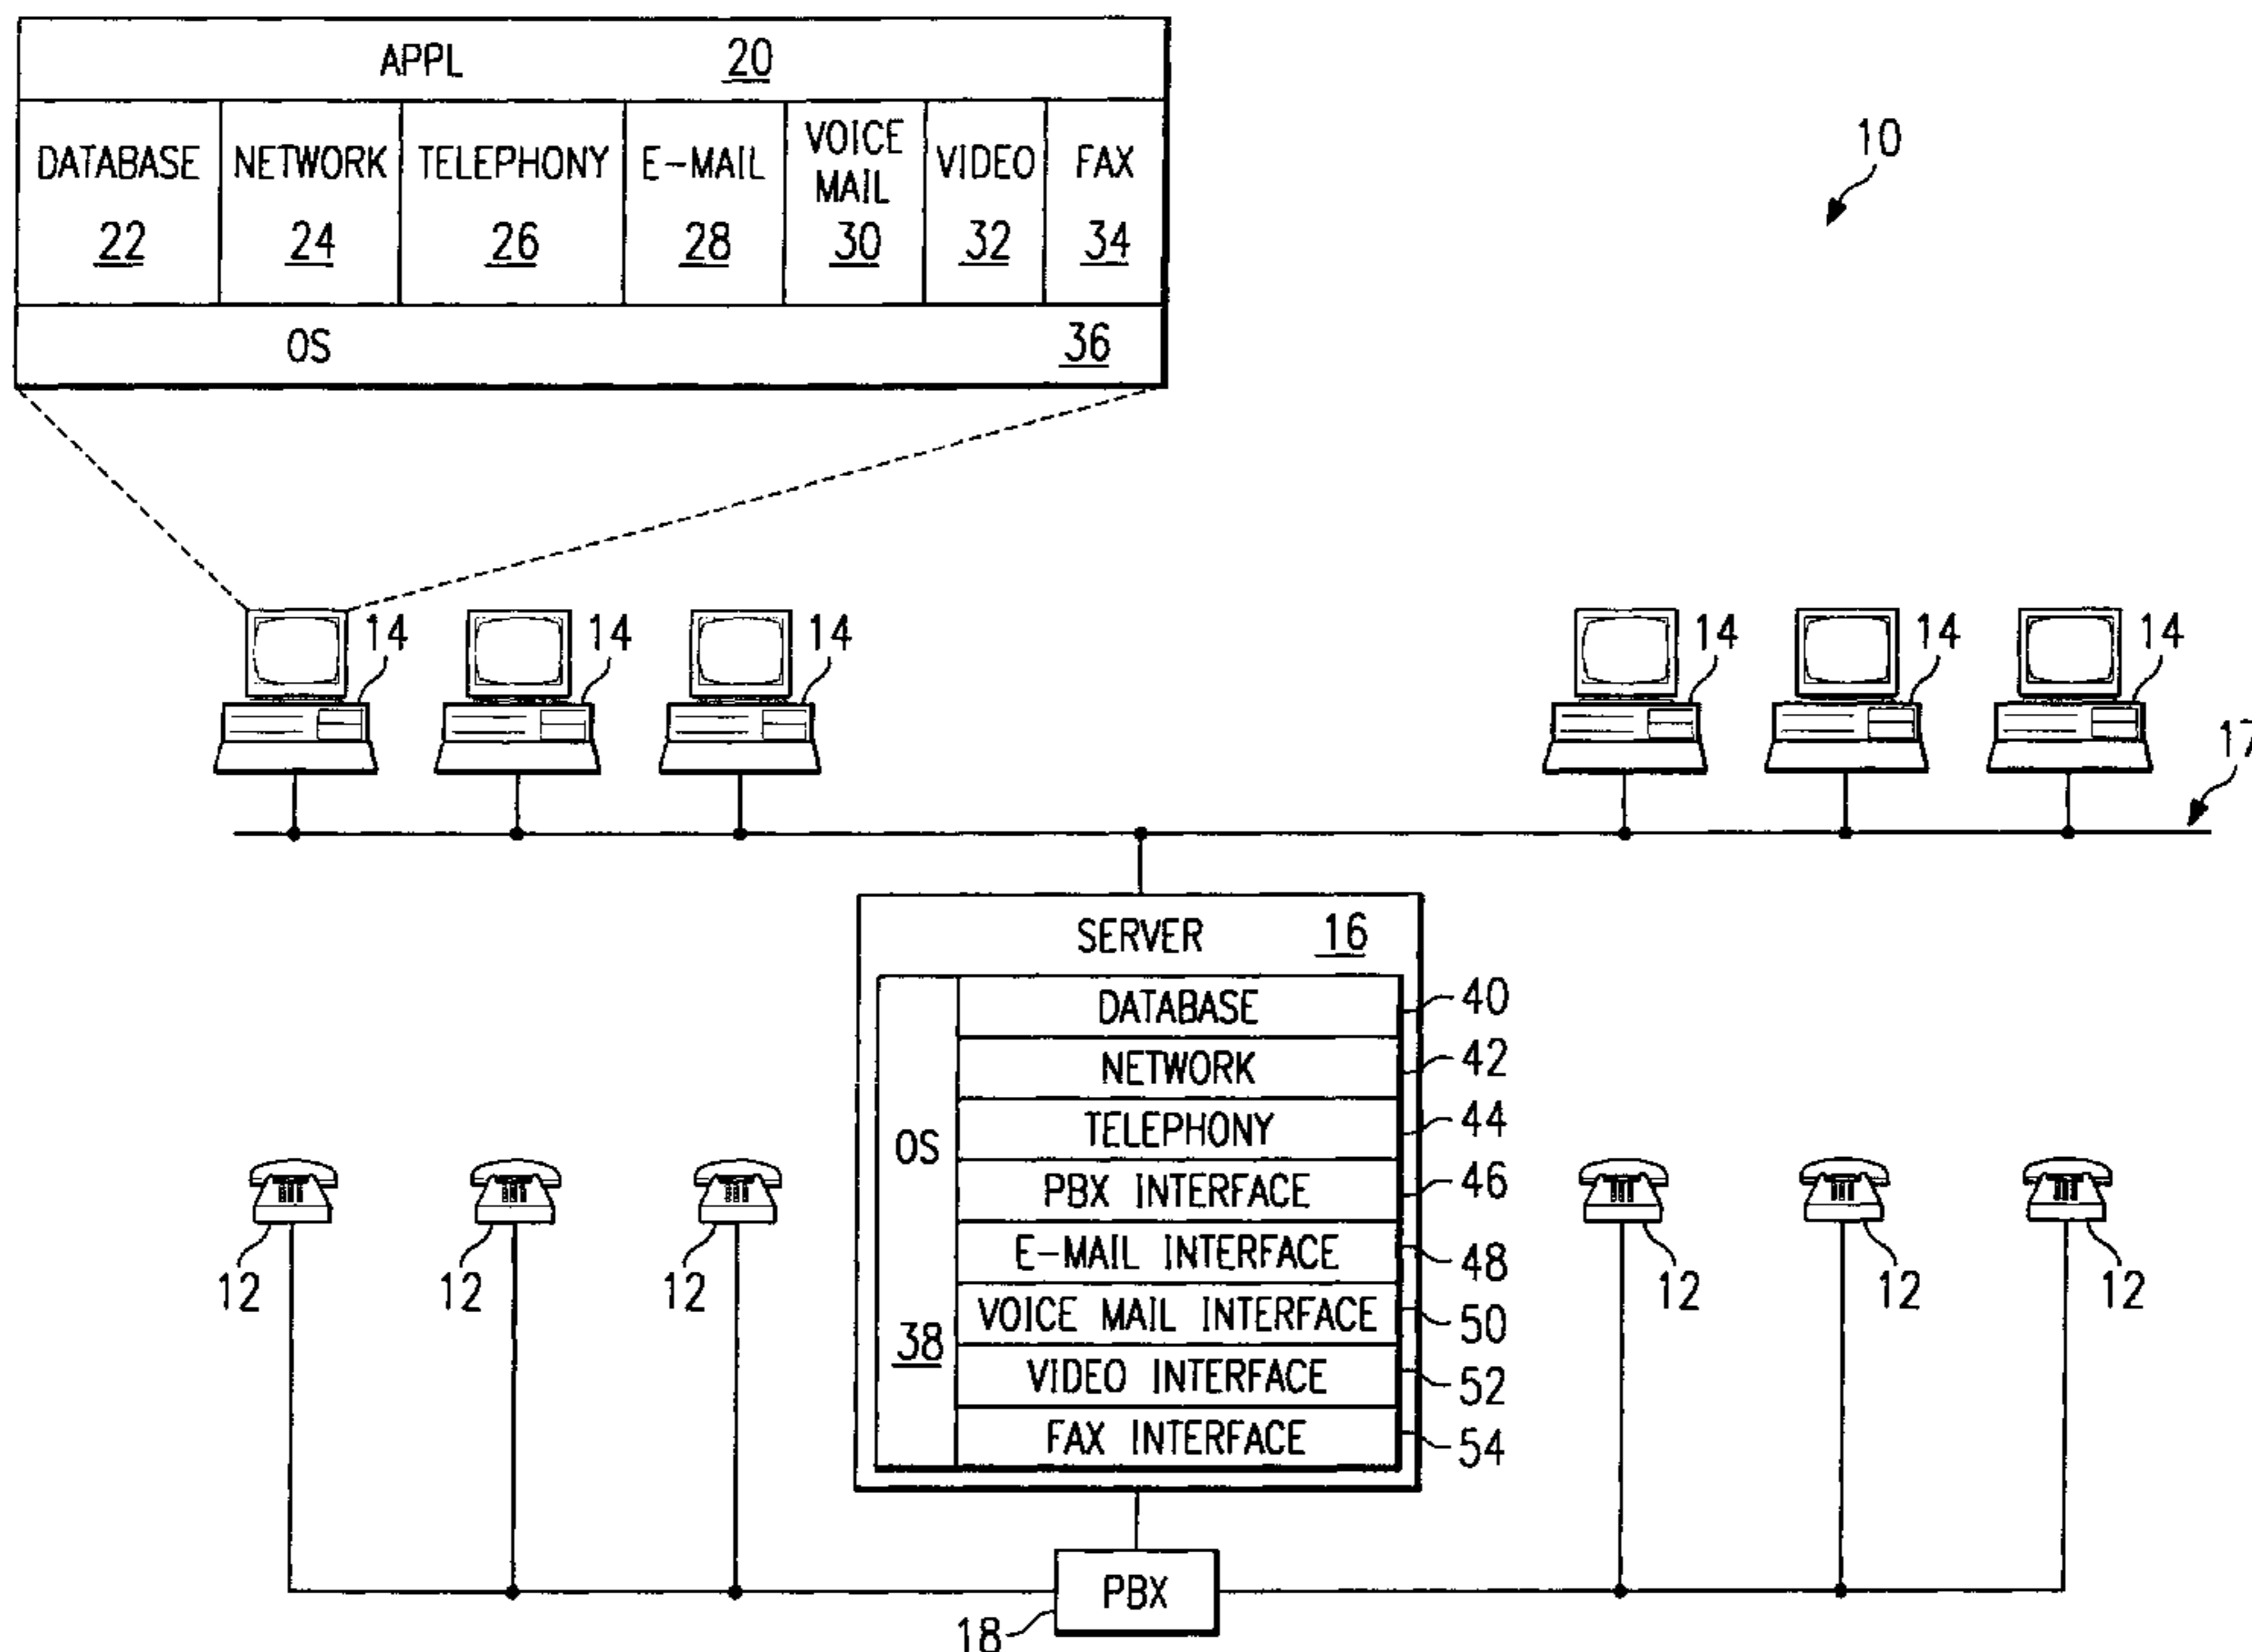 APPL 20
DATABASE NETWORK TELEPHONY E-MAIL VOICE MAIL VIDEO FAX
22 24 26 28 30 32 34
OS 36
10
14 14 14 14 14 14
17
SERVER 16
DATABASE 40
NETWORK 42
TELEPHONY 44
OS 38
PBX INTERFACE 46
E-MAIL INTERFACE 48
VOICE MAIL INTERFACE 50
VIDEO INTERFACE 52
FAX INTERFACE 54
12 12 12 12 12 12
PBX
18